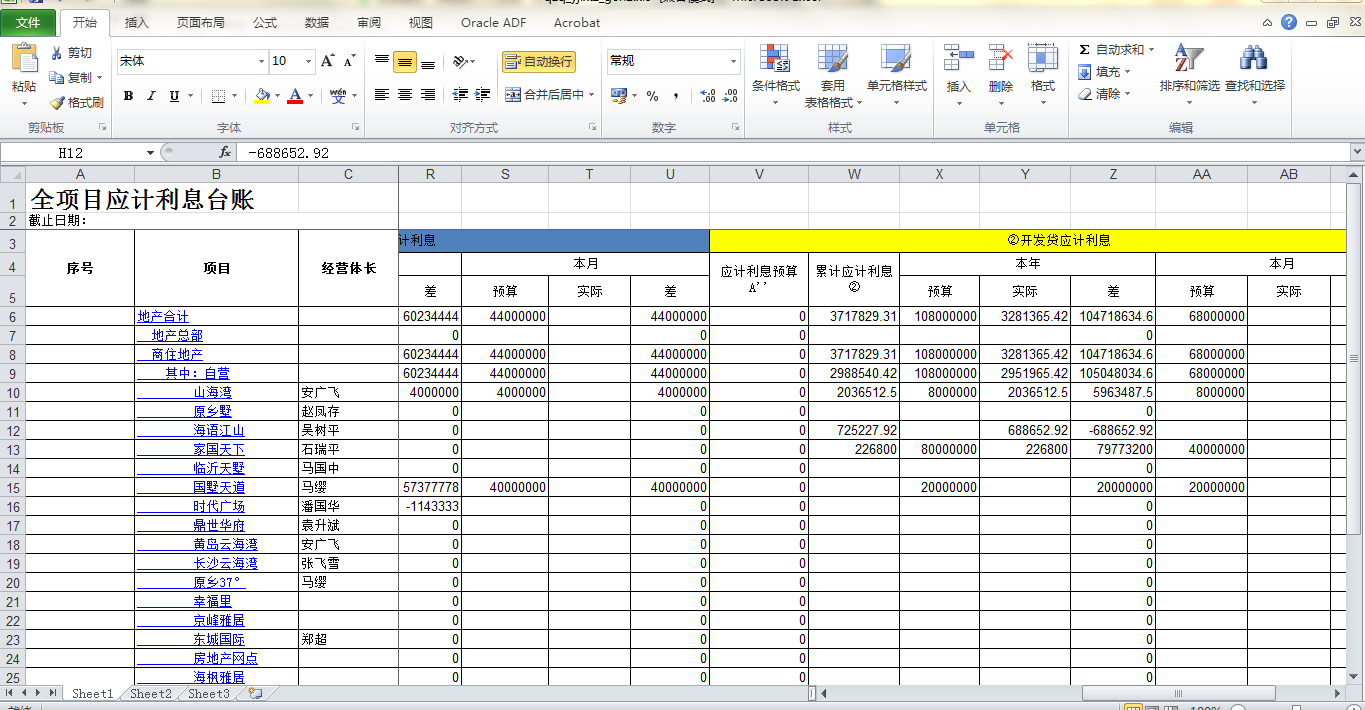 文件 开始 插入 页面布局 公式 数据 审阅 视图 Oracle ADF Acrobat
剪切 宋体 10 自动换行 常规 Σ 自动求和
粘贴 复制 条件格式 套用 单元格样式 插入 删除 格式 填充 排序和筛选 查找和选择
格式刷 B I U 合并后居中 % , 表格格式 清除
剪贴板 字体 对齐方式 数字 样式 单元格 编辑
H12 fx -688652.92
A B C R S T U V W X Y Z AA AB
1 全项目应计利息台账
2 截止日期:
3 计利息 ②开发贷应计利息
4 序号 项目 经营体长 本月 应计利息预算A'' 累计应计利息② 本年 本月
5 差 预算 实际 差 预算 实际 差 预算 实际
6 地产合计 60234444 44000000 44000000 0 3717829.31 108000000 3281365.42 104718634.6 68000000
7 地产总部 0 0 0 0
8 商住地产 60234444 44000000 44000000 0 3717829.31 108000000 3281365.42 104718634.6 68000000
9 其中:自营 60234444 44000000 44000000 0 2988540.42 108000000 2951965.42 105048034.6 68000000
10 山海湾 安广飞 4000000 4000000 4000000 0 2036512.5 8000000 2036512.5 5963487.5 8000000
11 原乡墅 赵凤存 0 0 0 0
12 海语江山 吴树平 0 0 0 725227.92 688652.92 -688652.92
13 家国天下 石瑞平 0 0 0 226800 80000000 226800 79773200 40000000
14 临沂天墅 马国中 0 0 0 0
15 国墅天道 马缨 57377778 40000000 40000000 0 20000000 20000000 20000000
16 时代广场 潘国华 -1143333 0 0 0
17 鼎世华府 袁升斌 0 0 0 0
18 黄岛云海湾 安广飞 0 0 0 0
19 长沙云海湾 张飞雪 0 0 0 0
20 原乡37° 马缨 0 0 0 0
21 幸福里 0 0 0 0
22 京峰雅居 0 0 0 0
23 东城国际 郑超 0 0 0 0
24 房地产网点 0 0 0 0
25 海枫雅居 0 0 0 0
Sheet1 Sheet2 Sheet3